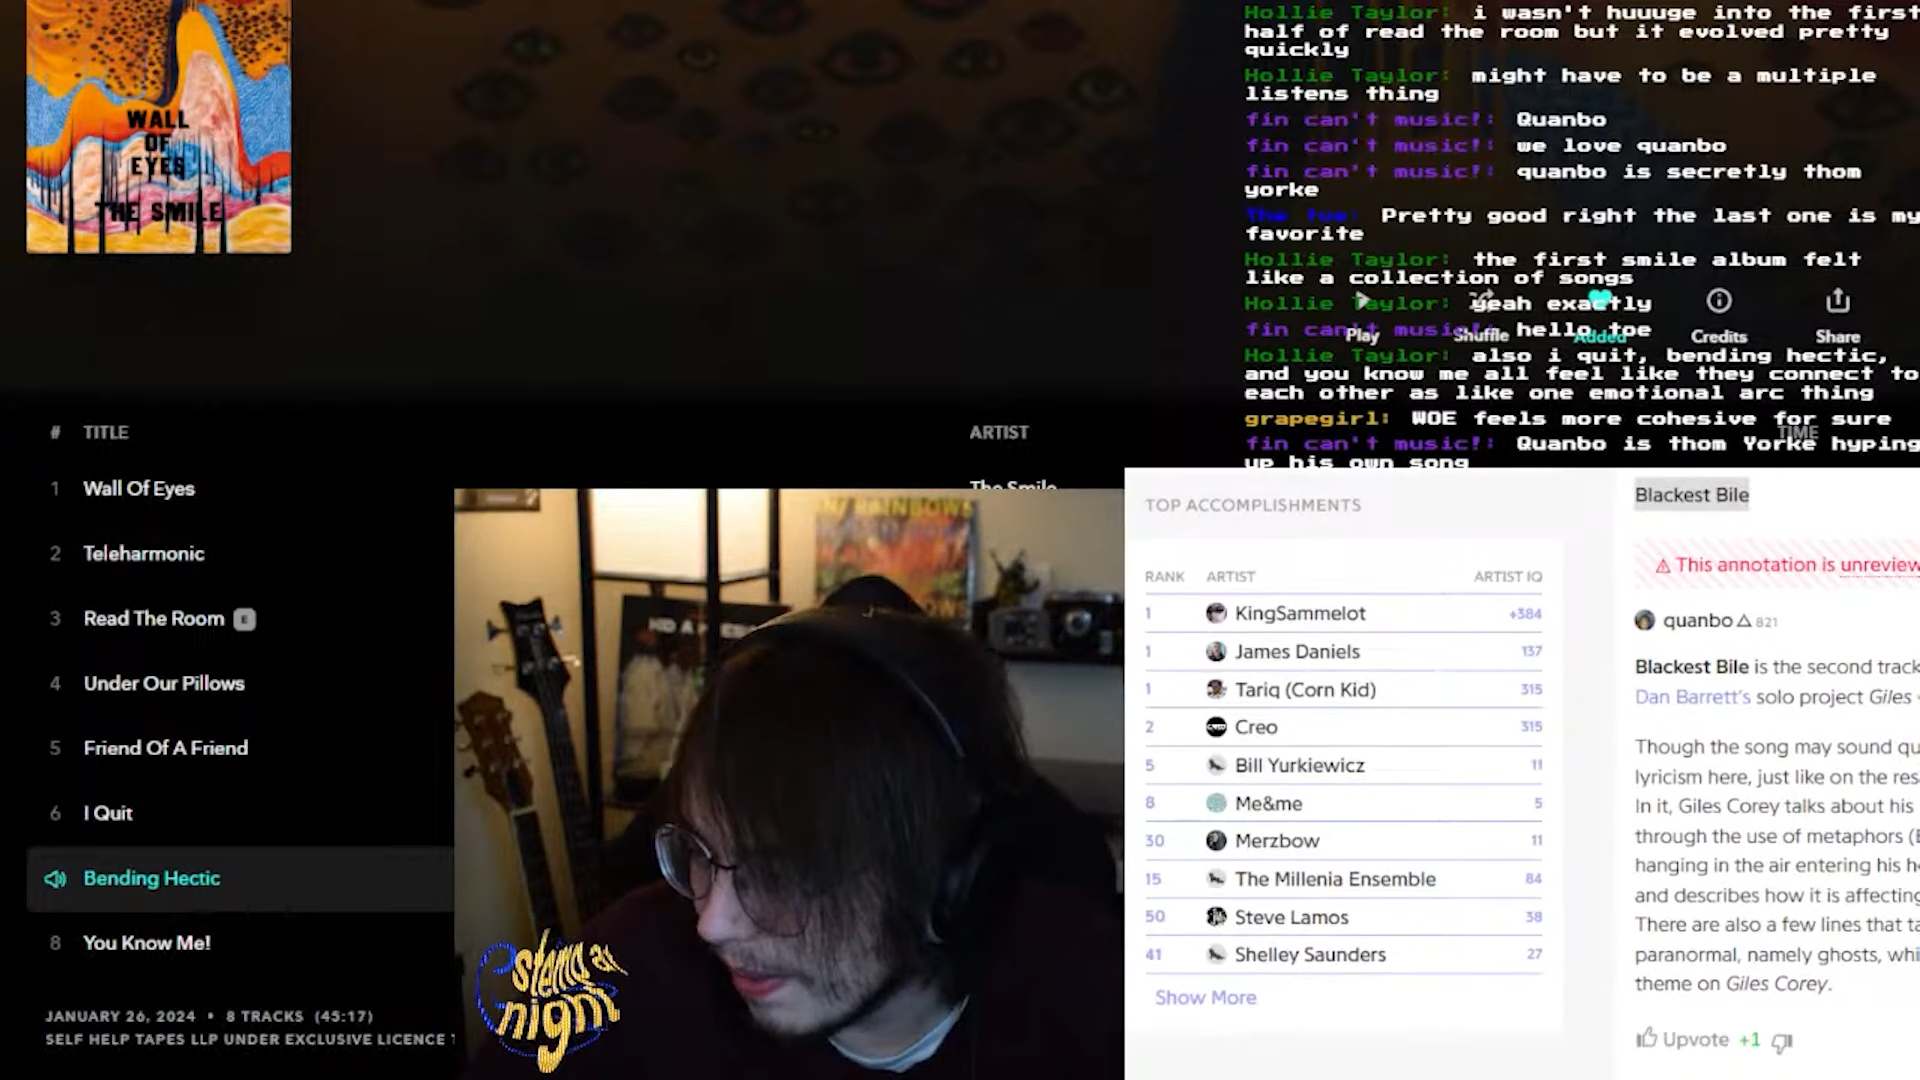 WALL
OF
EYES
THE SMILE
Hollie Taylor: i wasn't huuuge into the first
half of read the room but it evolved pretty
quickly
Hollie Taylor: might have to be a multiple
listens thing
fin can't music!: Quanbo
fin can't music!: we love quanbo
fin can't music!: quanbo is secretly thom
yorke
The toe: Pretty good right the last one is my
favorite
Hollie Taylor: the first smile album felt
like a collection of songs
Hollie Taylor: yeah exactly
fin can't music!: hello toe
Play
Shuffle
Added
Credits
Share
Hollie Taylor: also i quit, bending hectic,
and you know me all feel like they connect to
each other as like one emotional arc thing
grapegirl: WOE feels more cohesive for sure
fin can't music!: Quanbo is thom Yorke hyping
up his own song
# TITLE ARTIST TIME
1 Wall Of Eyes The Smile
2 Teleharmonic
3 Read The Room E
4 Under Our Pillows
5 Friend Of A Friend
6 I Quit
Bending Hectic
8 You Know Me!
JANUARY 26, 2024 • 8 TRACKS (45:17)
SELF HELP TAPES LLP UNDER EXCLUSIVE LICENCE
IN RAINBOWS
KID A
stemp at
night
TOP ACCOMPLISHMENTS
RANK ARTIST ARTIST IQ
1 KingSammelot +384
1 James Daniels 137
1 Tariq (Corn Kid) 315
2 Creo 315
5 Bill Yurkiewicz 11
8 Me&me 5
30 Merzbow 11
15 The Millenia Ensemble 84
50 Steve Lamos 38
41 Shelley Saunders 27
Show More
Blackest Bile
This annotation is unreview
quanbo 821
Blackest Bile is the second track
Dan Barrett's solo project Giles
Though the song may sound qu
lyricism here, just like on the res
In it, Giles Corey talks about his
through the use of metaphors (B
hanging in the air entering his h
and describes how it is affecting
There are also a few lines that ta
paranormal, namely ghosts, whi
theme on Giles Corey.
Upvote +1